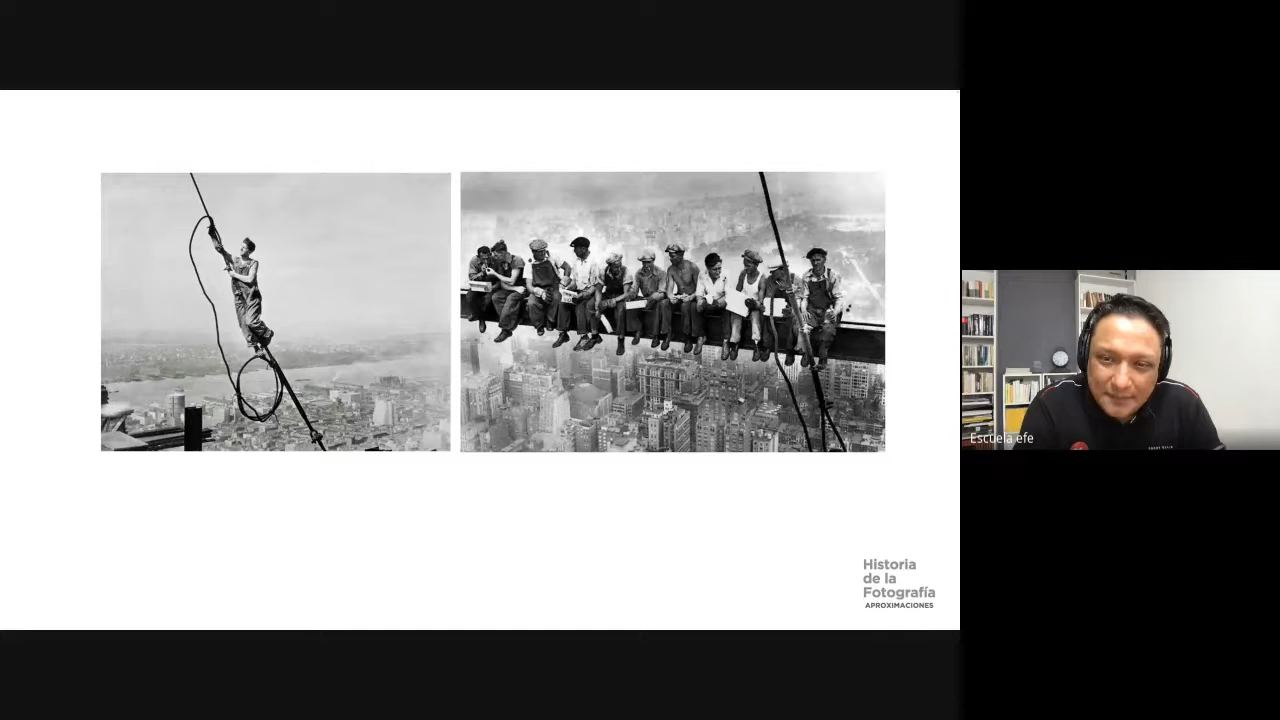 Historia
de la
Fotografía
APROXIMACIONES
Escuela efe